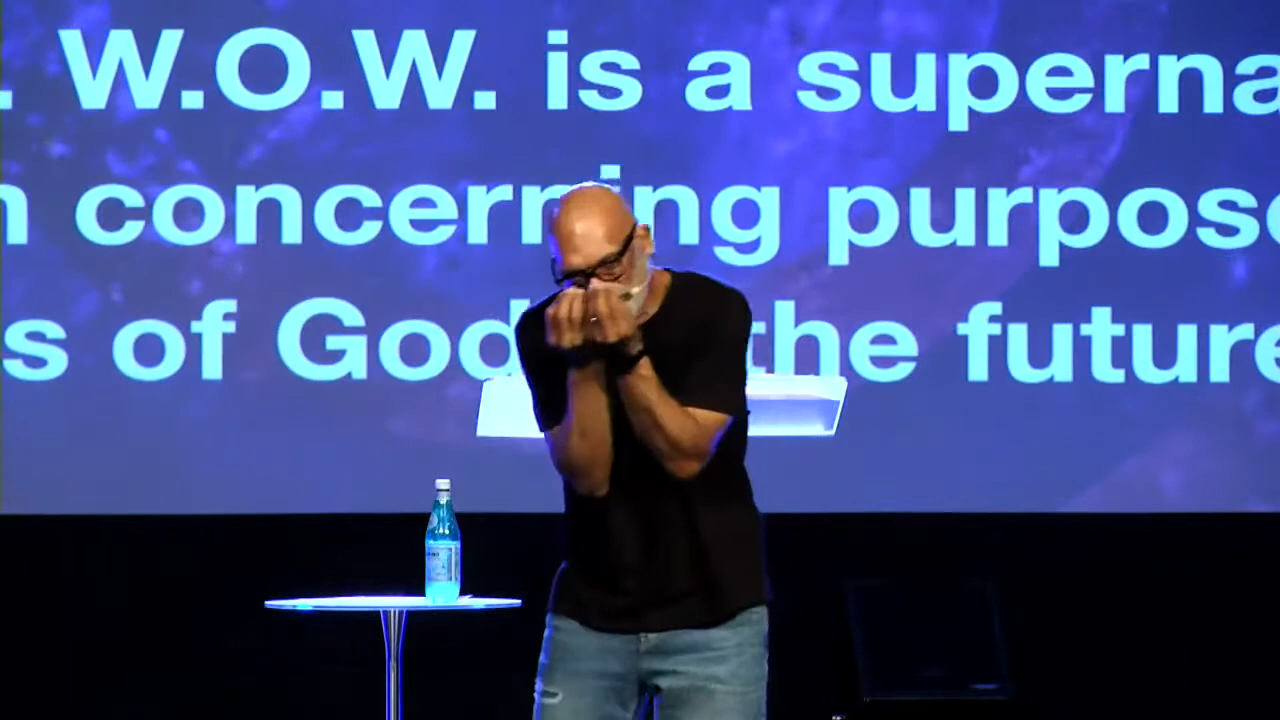 . W.O.W. is a superna
n concerning purpose
s of God the future